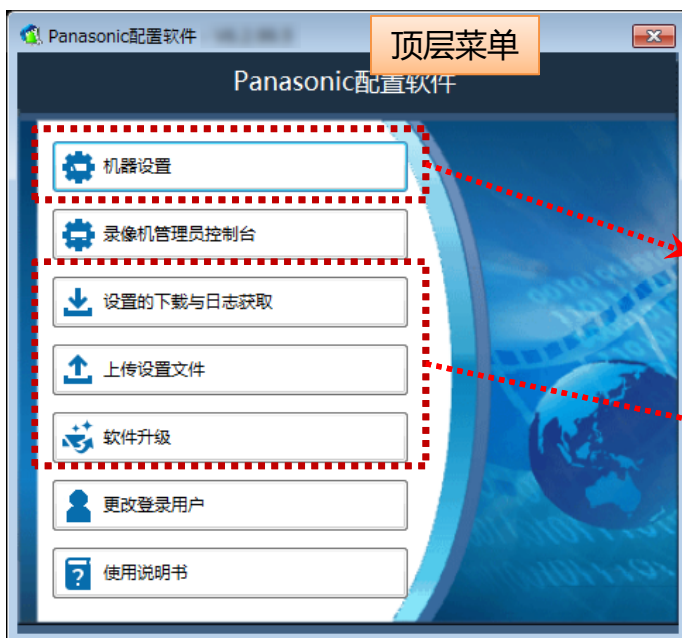 Panasonic配置软件
顶层菜单
Panasonic配置软件
机器设置
录像机管理员控制台
设置的下载与日志获取
上传设置文件
软件升级
更改登录用户
使用说明书